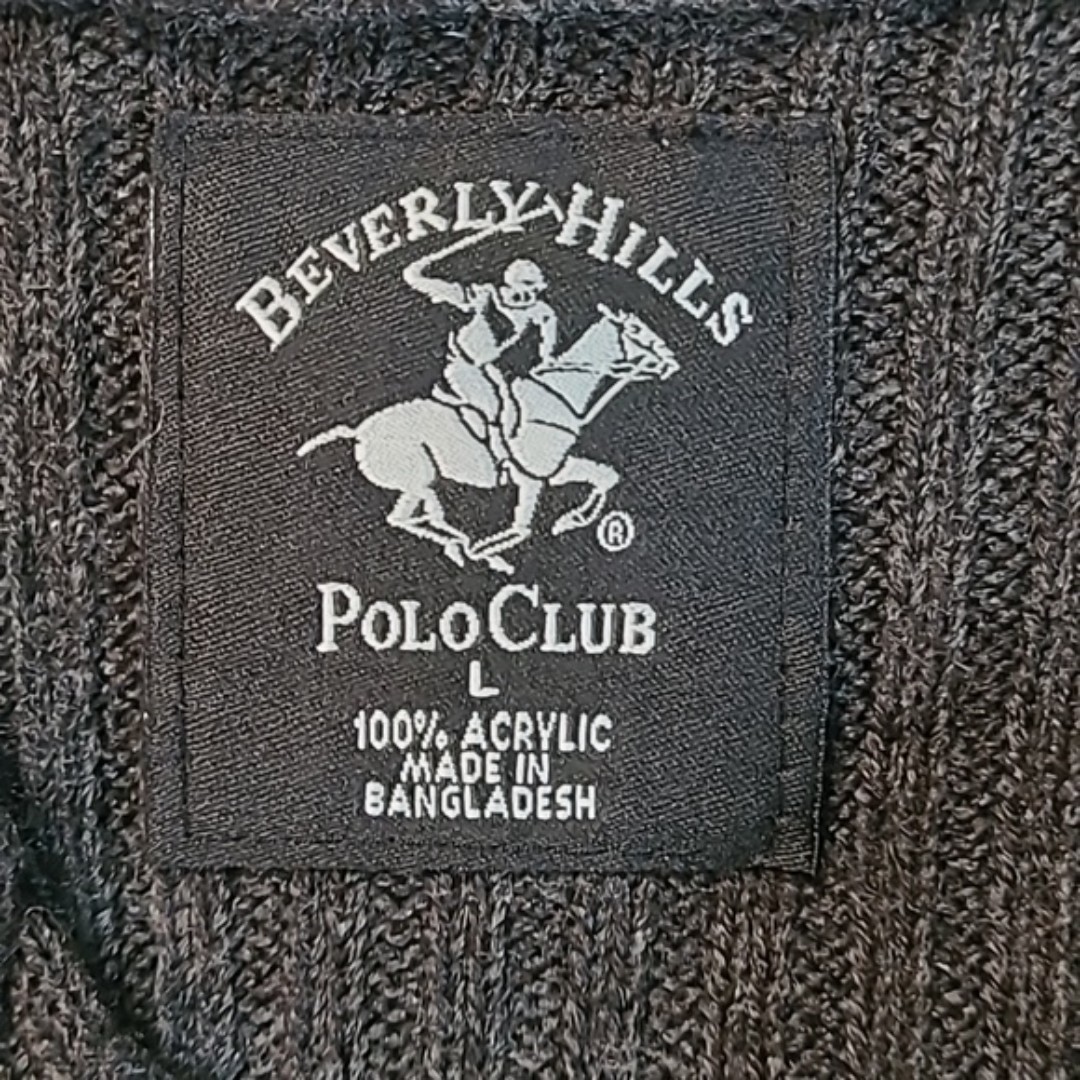 BEVERLY HILLS
®
POLO CLUB
L
100% ACRYLIC
MADE IN
BANGLADESH